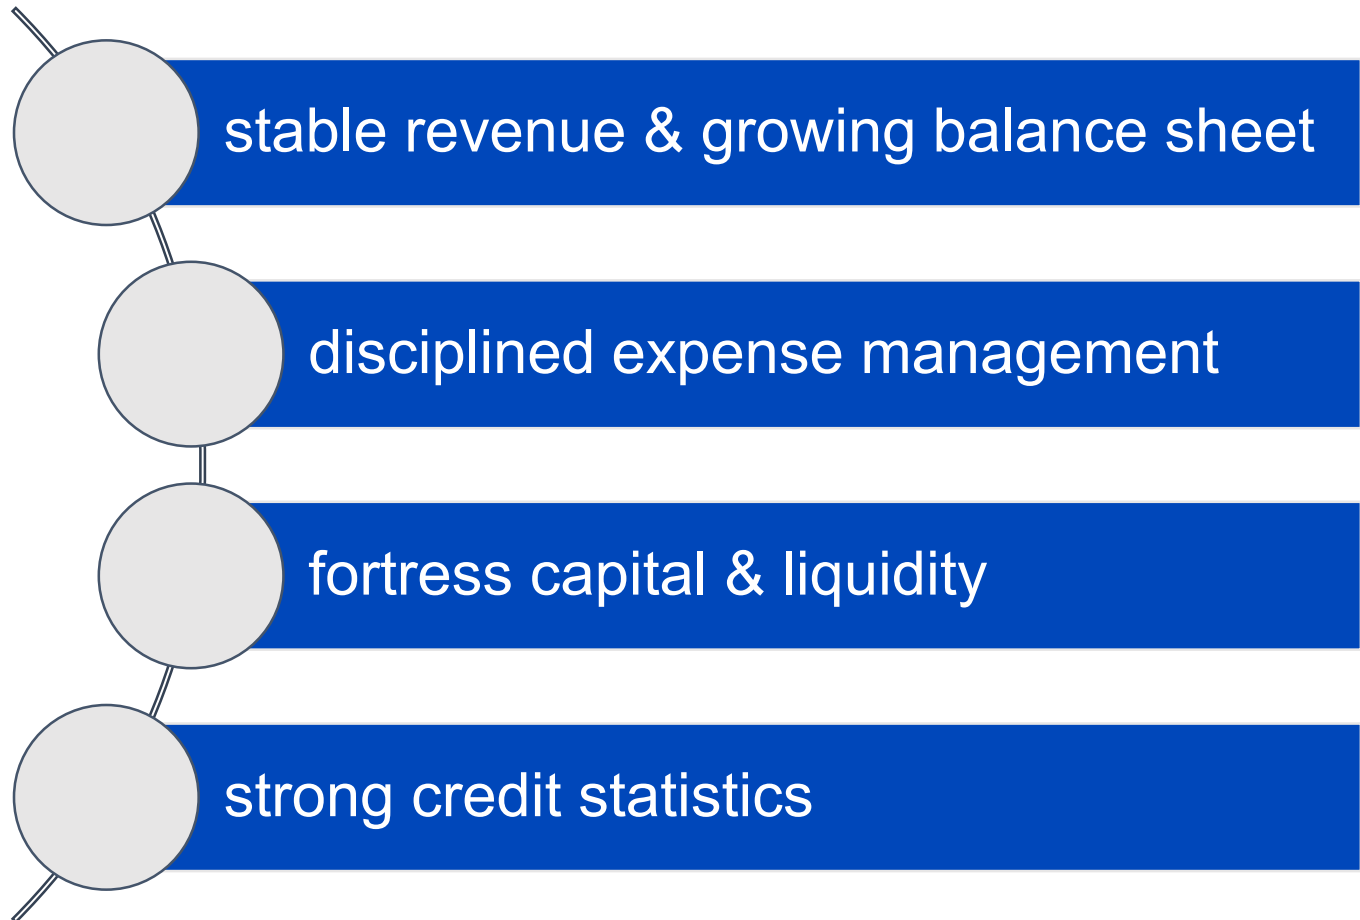 stable revenue & growing balance sheet
disciplined expense management
fortress capital & liquidity
strong credit statistics